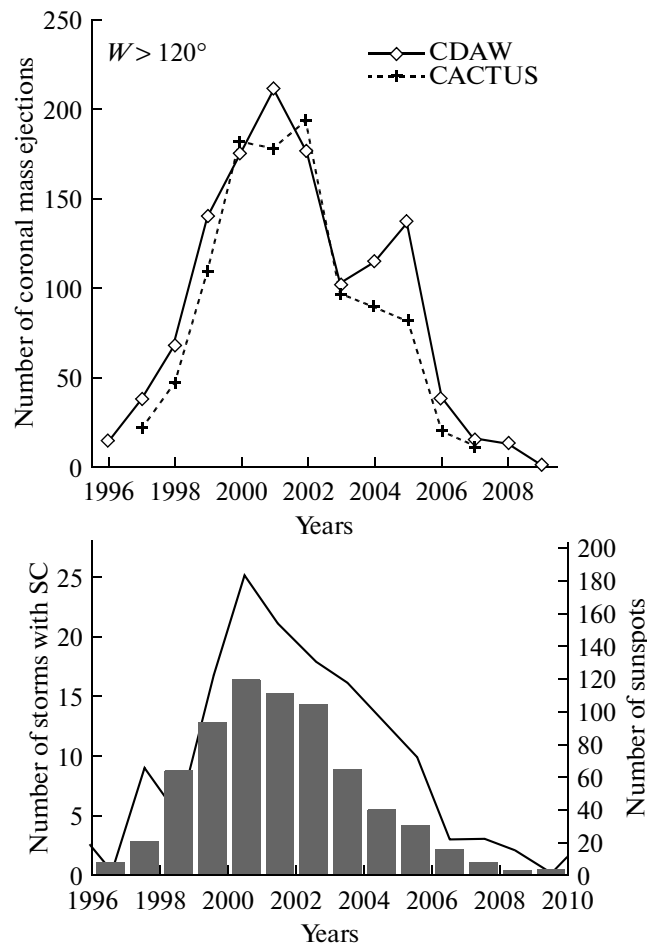 250
W > 120°
CDAW
CACTUS
200
150
100
50
0
Number of coronal mass ejections
1996 1998 2000 2002 2004 2006 2008
Years
25
20
15
10
5
0
Number of storms with SC
200
180
160
140
120
100
80
60
40
20
0
Number of sunspots
1996 1998 2000 2002 2004 2006 2008 2010
Years